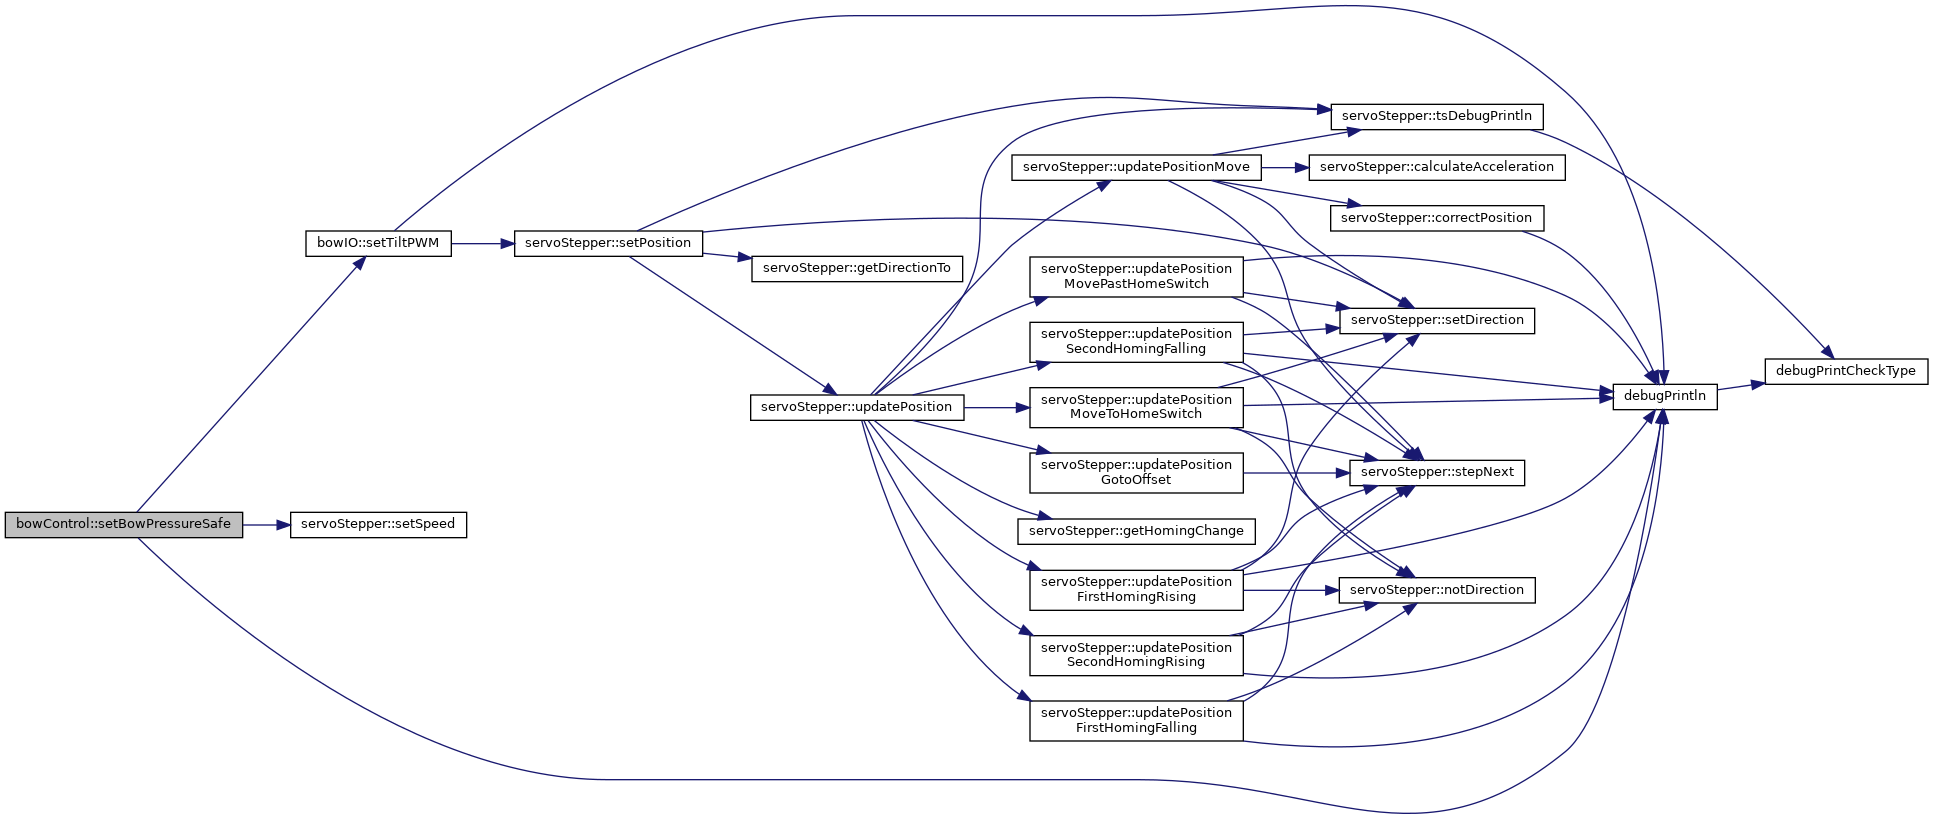 bowControl::setBowPressureSafe
bowIO::setTiltPWM
servoStepper::setSpeed
servoStepper::setPosition
servoStepper::getDirectionTo
servoStepper::updatePosition
servoStepper::updatePositionMove
servoStepper::updatePosition
MovePastHomeSwitch
servoStepper::updatePosition
SecondHomingFalling
servoStepper::updatePosition
MoveToHomeSwitch
servoStepper::updatePosition
GotoOffset
servoStepper::getHomingChange
servoStepper::updatePosition
FirstHomingRising
servoStepper::updatePosition
SecondHomingRising
servoStepper::updatePosition
FirstHomingFalling
servoStepper::tsDebugPrintln
servoStepper::calculateAcceleration
servoStepper::correctPosition
servoStepper::setDirection
servoStepper::stepNext
servoStepper::notDirection
debugPrintln
debugPrintCheckType